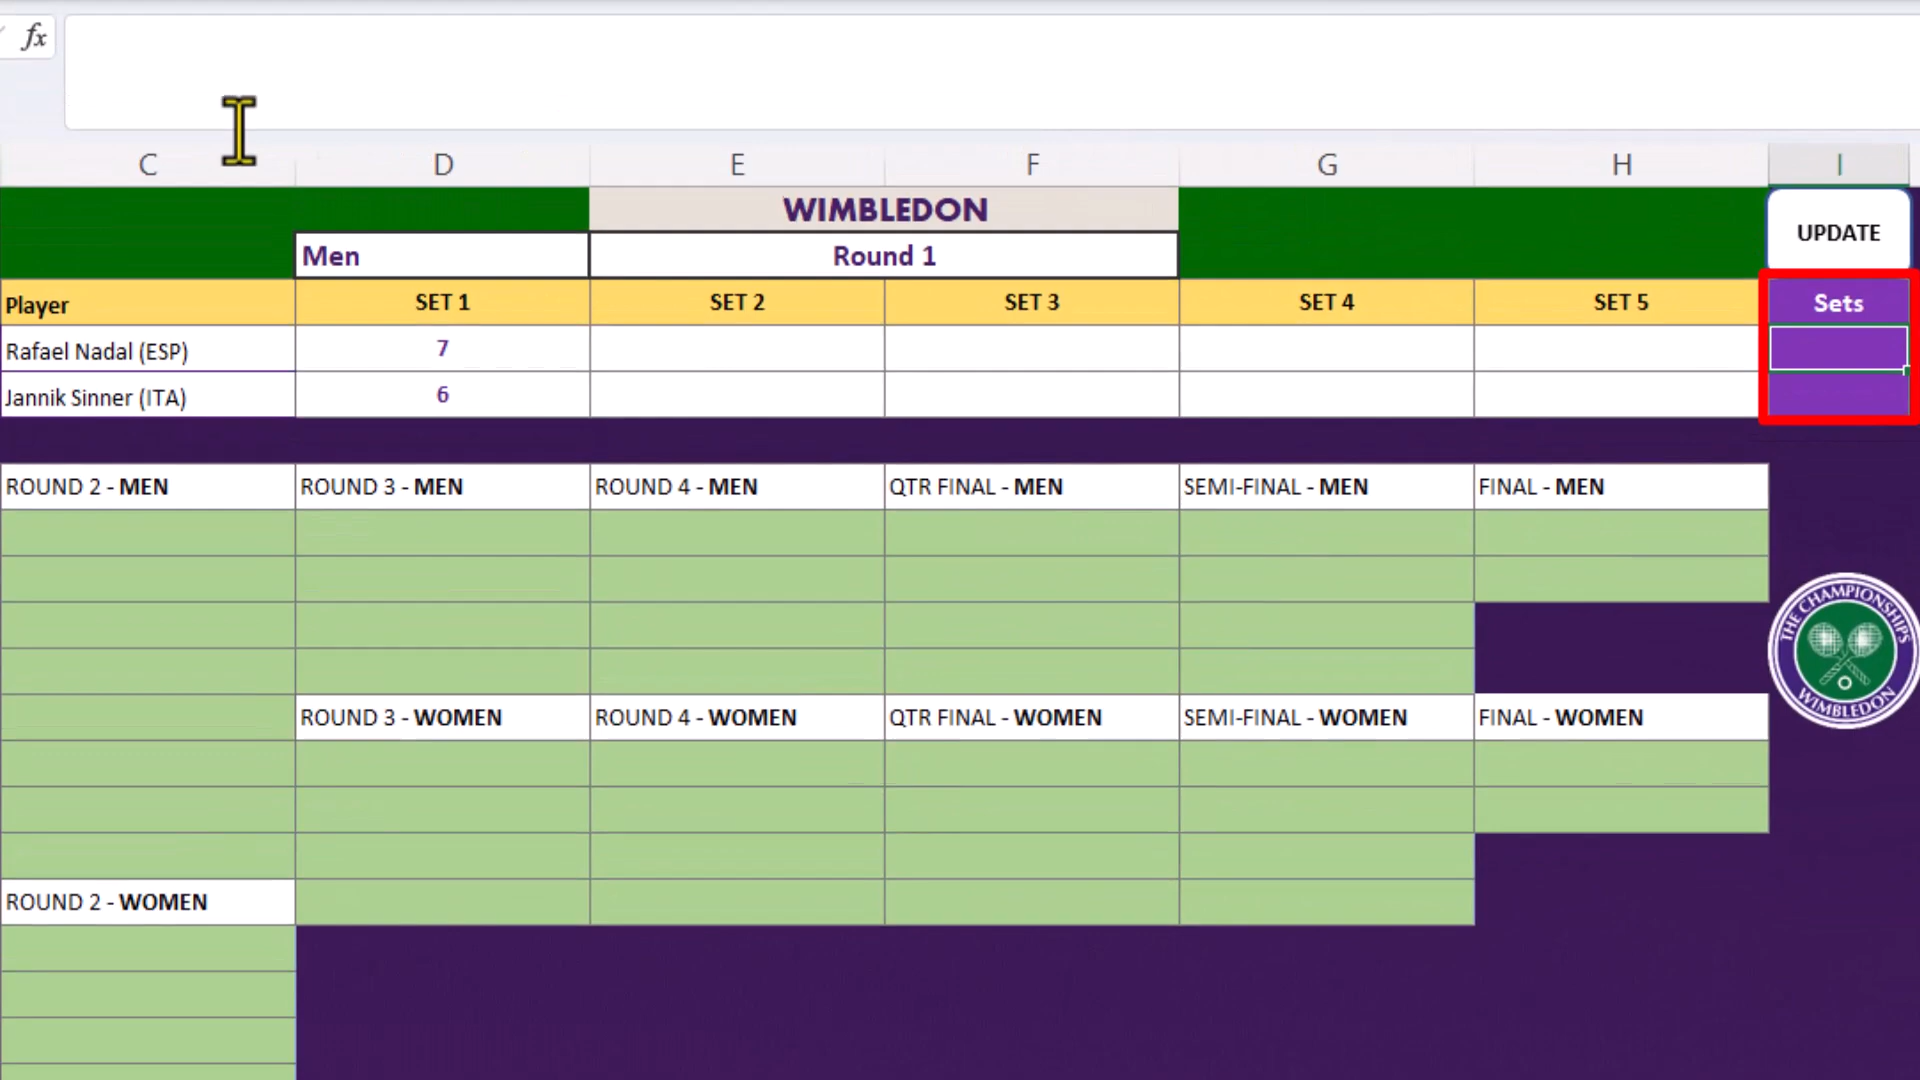 fx
C D E F G H I
WIMBLEDON
UPDATE
Men Round 1
Player SET 1 SET 2 SET 3 SET 4 SET 5 Sets
Rafael Nadal (ESP) 7
Jannik Sinner (ITA) 6
ROUND 2 - MEN ROUND 3 - MEN ROUND 4 - MEN QTR FINAL - MEN SEMI-FINAL - MEN FINAL - MEN
THE CHAMPIONSHIPS
WIMBLEDON
ROUND 3 - WOMEN ROUND 4 - WOMEN QTR FINAL - WOMEN SEMI-FINAL - WOMEN FINAL - WOMEN
ROUND 2 - WOMEN